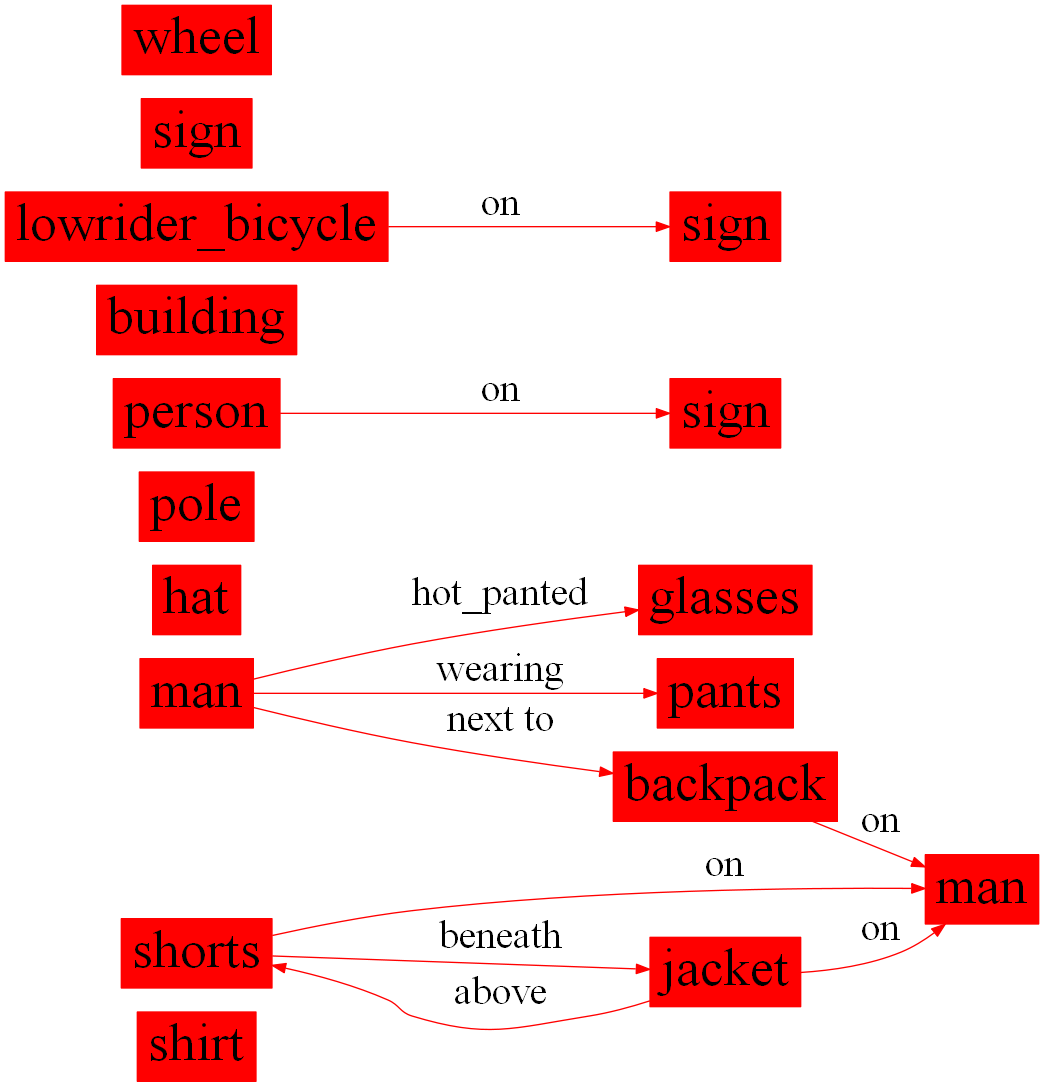 wheel
sign
lowrider_bicycle on sign
building
person on sign
pole
hat
hot_panted glasses
man wearing pants
next to
backpack
on
on man
shorts beneath jacket on
above
shirt